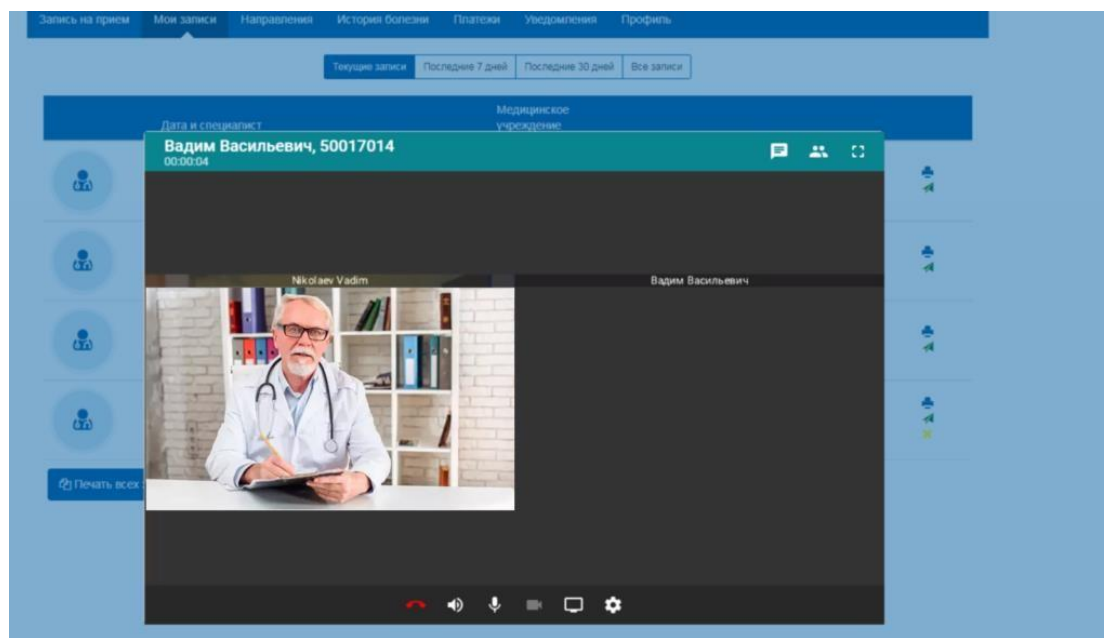 Запись на прием Мои записи Направления История болезни Платежи Уведомления Профиль
Текущие записи Последние 7 дней Последние 30 дней Все записи
Дата и специалист Медицинское
учреждение
Вадим Васильевич, 50017014
00:00:04
Nikolaev Vadim Вадим Васильевич
Печать всех